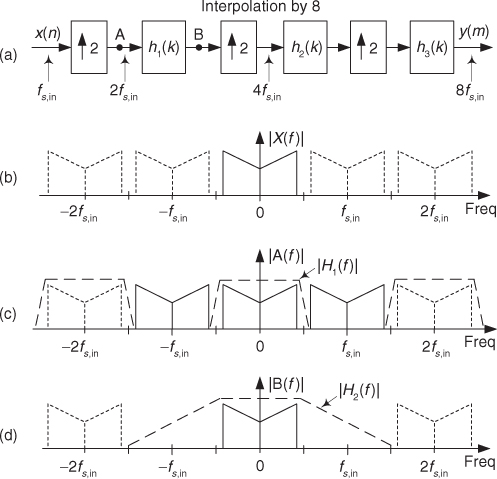 Interpolation by 8
(a) x(n) ↑2 A h₁(k) B ↑2 h₂(k) ↑2 h₃(k) y(m)
fs,in 2fs,in 4fs,in 8fs,in
|X(f)|
(b)
−2fs,in −fs,in 0 fs,in 2fs,in Freq
|A(f)| |H₁(f)|
(c)
−2fs,in −fs,in 0 fs,in 2fs,in Freq
|B(f)| |H₂(f)|
(d)
−2fs,in −fs,in 0 fs,in 2fs,in Freq